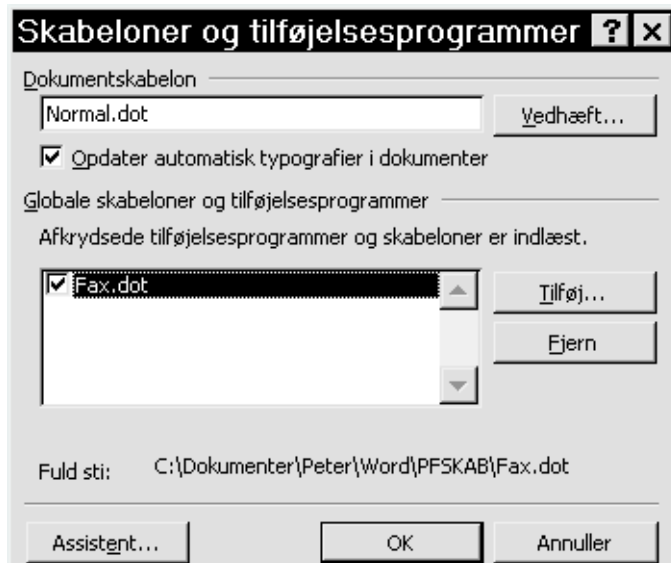 Skabeloner og tilføjelsesprogrammer ? ×
Dokumentskabelon
Normal.dot
Vedhæft...
Opdater automatisk typografier i dokumenter
Globale skabeloner og tilføjelsesprogrammer
Afkrydsede tilføjelsesprogrammer og skabeloner er indlæst.
Fax.dot
Tilføj...
Fjern
Fuld sti: C:\Dokumenter\Peter\Word\PFSKAB\Fax.dot
Assistent... OK Annuller